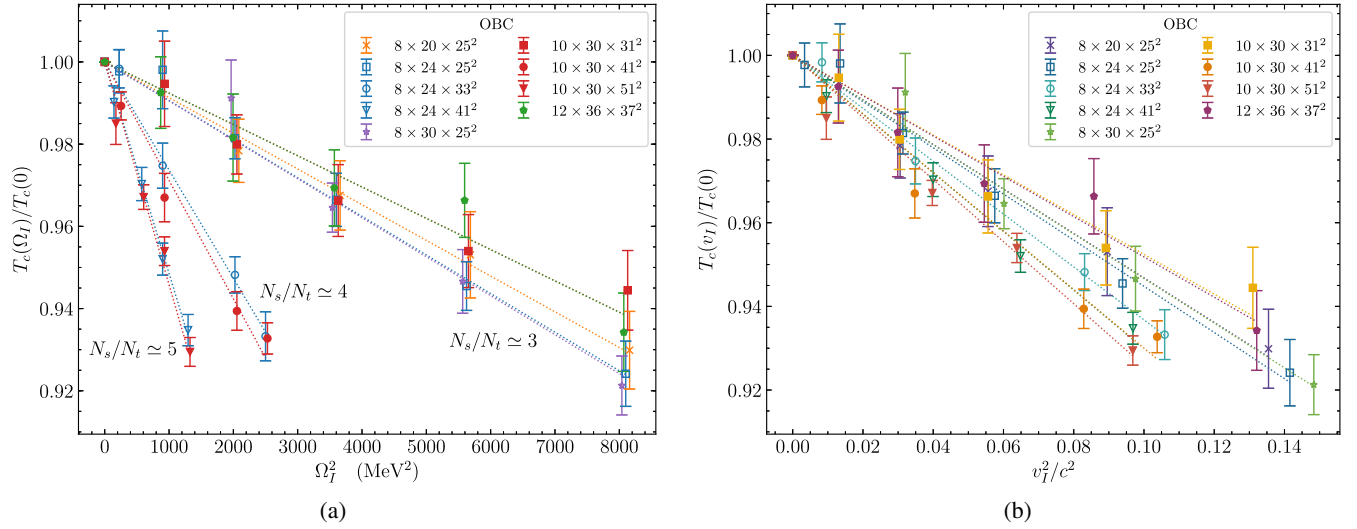 OBC
8 × 20 × 25²
8 × 24 × 25²
8 × 24 × 33²
8 × 24 × 41²
8 × 30 × 25²
10 × 30 × 31²
10 × 30 × 41²
10 × 30 × 51²
12 × 36 × 37²
1.00
0.98
0.96
0.94
0.92
T_c(Ω_I)/T_c(0)
N_s/N_t ≃ 4
N_s/N_t ≃ 5
N_s/N_t ≃ 3
0 1000 2000 3000 4000 5000 6000 7000 8000
Ω_I² (MeV²)
(a)
OBC
8 × 20 × 25²
8 × 24 × 25²
8 × 24 × 33²
8 × 24 × 41²
8 × 30 × 25²
10 × 30 × 31²
10 × 30 × 41²
10 × 30 × 51²
12 × 36 × 37²
1.00
0.98
0.96
0.94
0.92
T_c(v_I)/T_c(0)
0.00 0.02 0.04 0.06 0.08 0.10 0.12 0.14
v_I²/c²
(b)